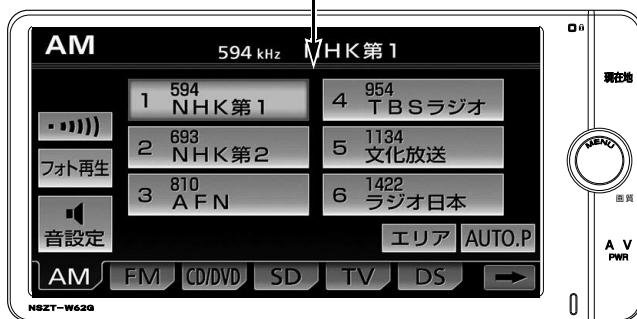 AM
594 kHz NHK第1
1 594 NHK第1
4 954 TBSラジオ
2 693 NHK第2
5 1134 文化放送
3 810 AFN
6 1422 ラジオ日本
フォト再生
音設定
エリア AUTO.P
AM FM CD/DVD SD TV DS
現在地
MENU
画質
A V
PWR
NSZT-W62G